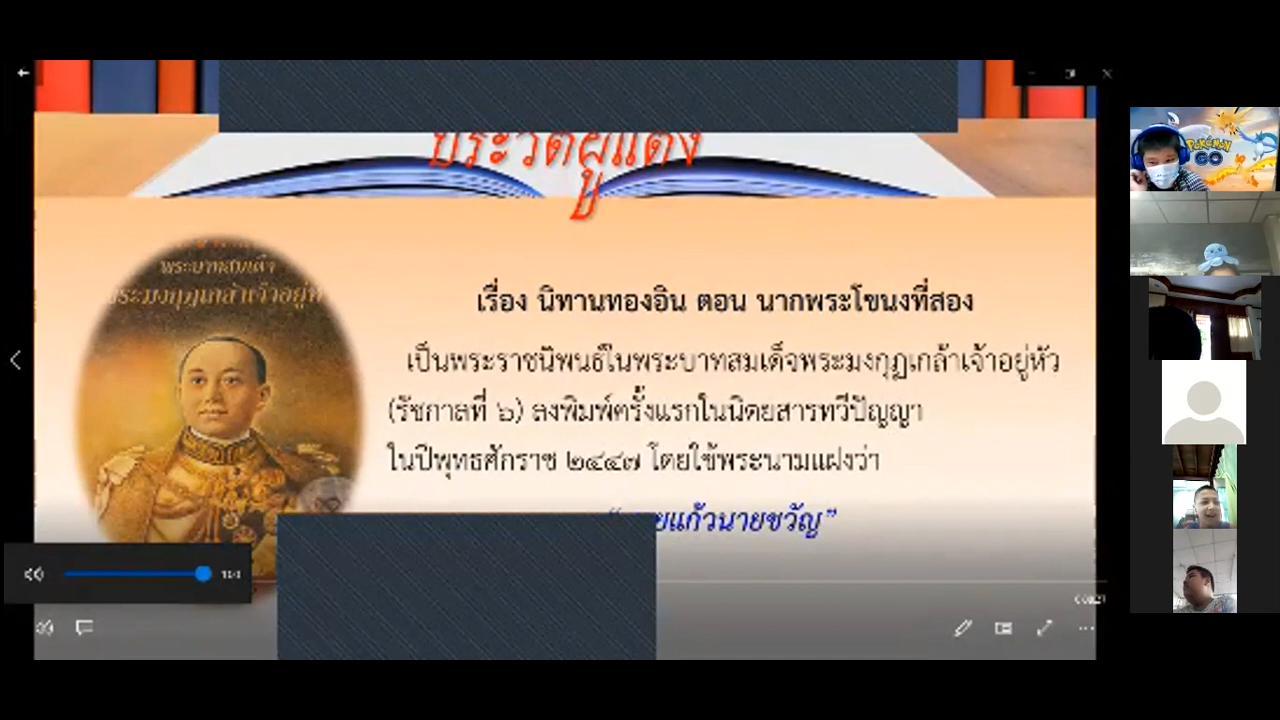 ประวัติผู้แต่ง
พระบาทสมเด็จ
พระมงกุฎเกล้าเจ้าอยู่หัว
เรื่อง นิทานทองอิน ตอน นากพระโขนงที่สอง
เป็นพระราชนิพนธ์ในพระบาทสมเด็จพระมงกุฎเกล้าเจ้าอยู่หัว
(รัชกาลที่ ๖) ลงพิมพ์ครั้งแรกในนิตยสารทวีปัญญา
ในปีพุทธศักราช ๒๔๔๗ โดยใช้พระนามแฝงว่า
แก้วนายขวัญ”
100
POKÉMON
GO